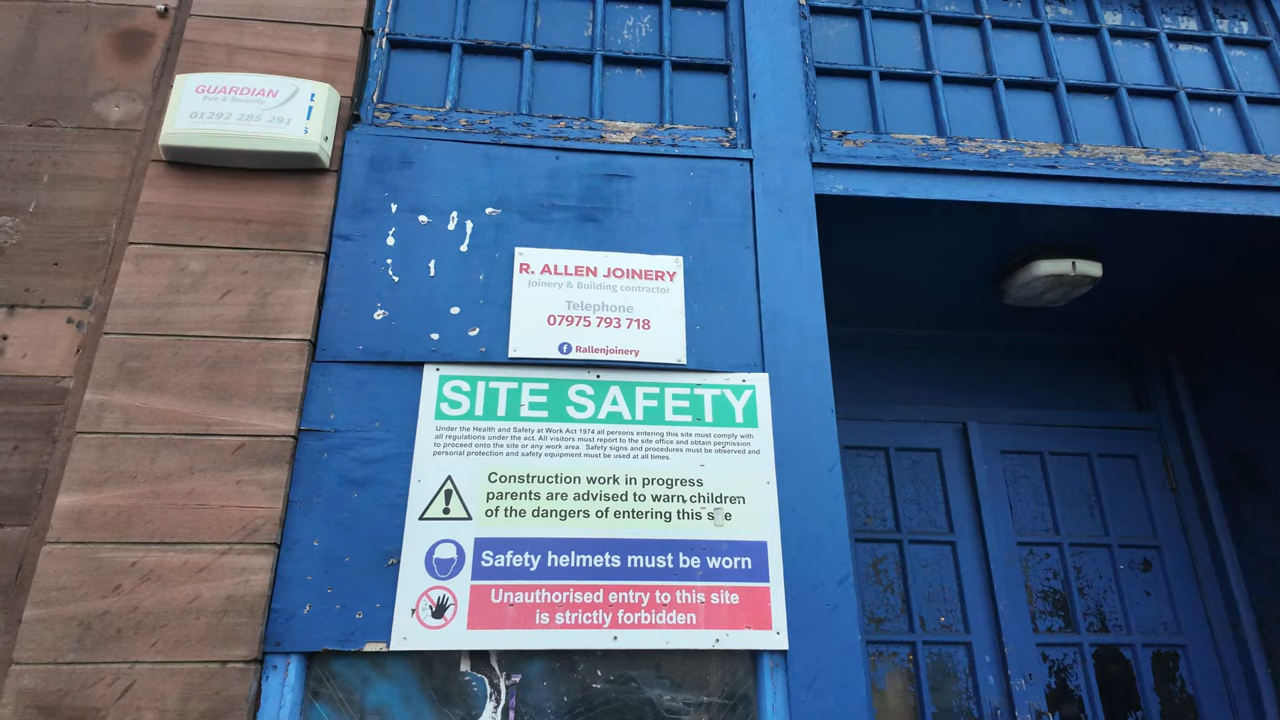 GUARDIAN
Fire & Security
01292 285 291
R. ALLEN JOINERY
Joinery & Building contractor
Telephone
07975 793 718
f Rallenjoinery
SITE SAFETY
Under the Health and Safety at Work Act 1974 all persons entering this site must comply with
all regulations under the act. All visitors must report to the site office and obtain permission
to proceed onto the site or any work area. Safety signs and procedures must be observed and
personal protection and safety equipment must be used at all times.
Construction work in progress
parents are advised to warn children
of the dangers of entering this site
Safety helmets must be worn
Unauthorised entry to this site
is strictly forbidden